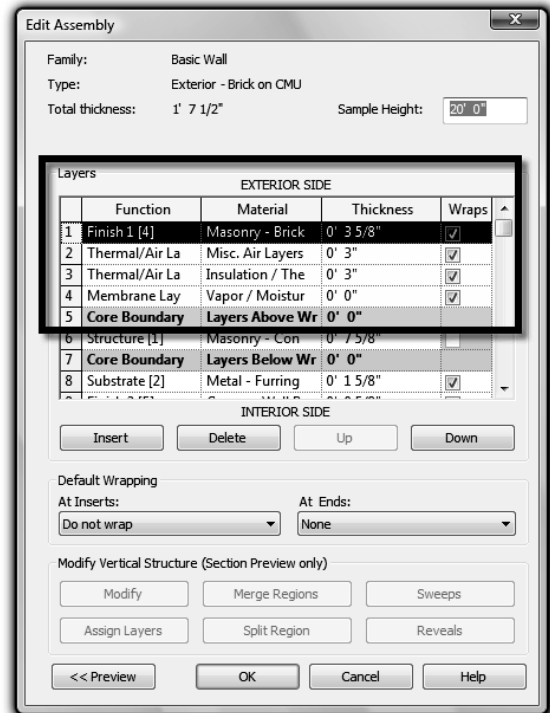 Edit Assembly
Family: Basic Wall
Type: Exterior - Brick on CMU
Total thickness: 1' 7 1/2" Sample Height: 20' 0"
Layers
EXTERIOR SIDE
Function Material Thickness Wraps
1 Finish 1 [4] Masonry - Brick 0' 3 5/8"
2 Thermal/Air La Misc. Air Layers 0' 3"
3 Thermal/Air La Insulation / The 0' 3"
4 Membrane Lay Vapor / Moistur 0' 0"
5 Core Boundary Layers Above Wr 0' 0"
6 Structure [1] Masonry - Con 0' 7 5/8"
7 Core Boundary Layers Below Wr 0' 0"
8 Substrate [2] Metal - Furring 0' 1 5/8"
INTERIOR SIDE
Insert Delete Up Down
Default Wrapping
At Inserts: At Ends:
Do not wrap None
Modify Vertical Structure (Section Preview only)
Modify Merge Regions Sweeps
Assign Layers Split Region Reveals
<< Preview OK Cancel Help